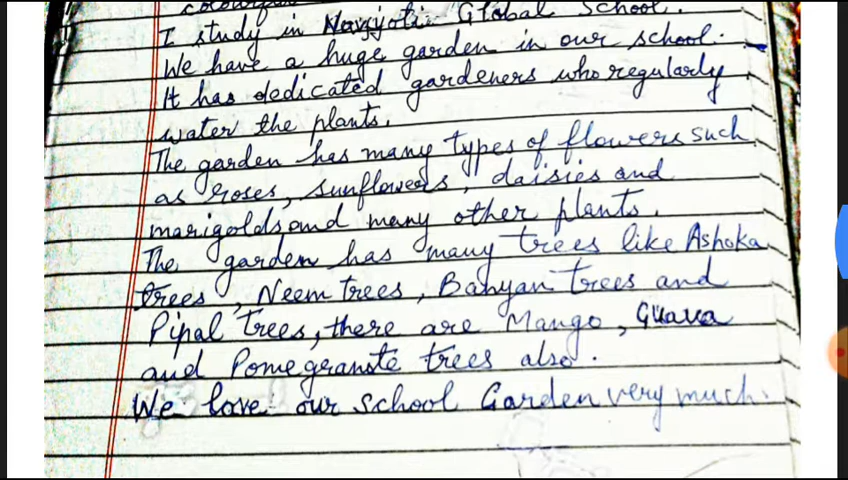 colourful
I study in Navjyoti Global School.
We have a huge garden in our school.
It has dedicated gardeners who regularly
water the plants.
The garden has many types of flowers such
as roses, sunflowers, daisies and
marigolds,and many other plants.
The garden has many trees like Ashoka
trees, Neem trees, Banyan trees and
Pipal trees, there are Mango, Guava
and Pomegranate trees also.
We love our school Garden very much.